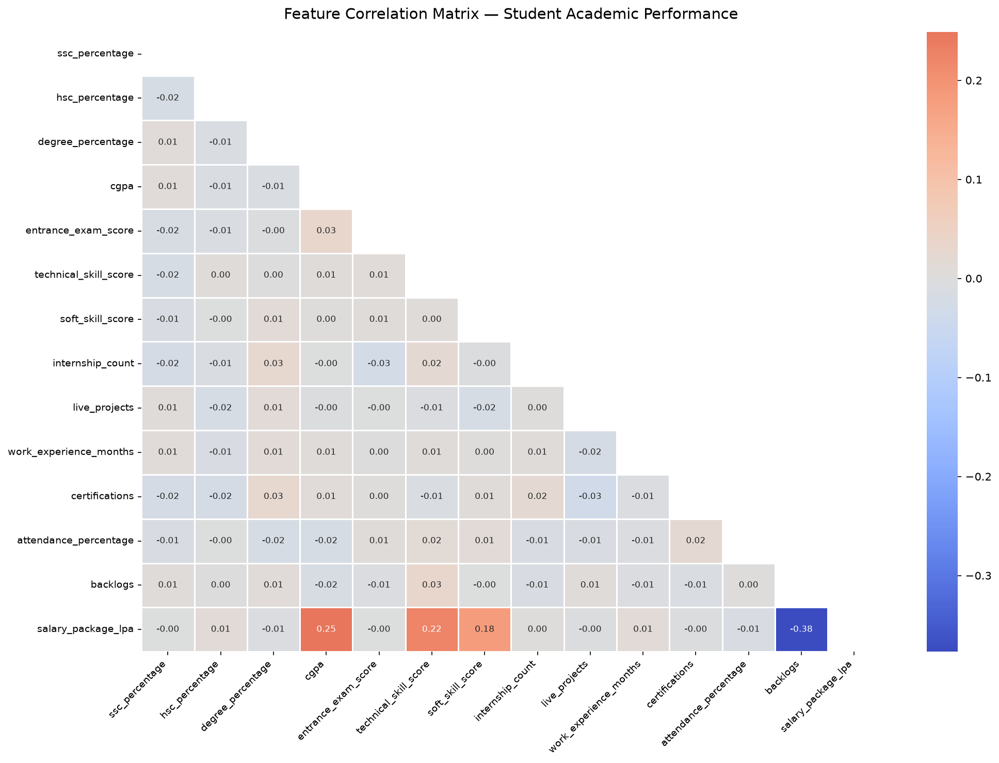 Feature Correlation Matrix — Student Academic Performance
ssc_percentage
hsc_percentage -0.02
degree_percentage 0.01 -0.01
cgpa 0.01 -0.01 -0.01
entrance_exam_score -0.02 -0.01 -0.00 0.03
technical_skill_score -0.02 0.00 0.00 0.01 0.01
soft_skill_score -0.01 -0.00 0.01 0.00 0.01 0.00
internship_count -0.02 -0.01 0.03 -0.00 -0.03 0.02 -0.00
live_projects 0.01 -0.02 0.01 -0.00 -0.00 -0.01 -0.02 0.00
work_experience_months 0.01 -0.01 0.01 0.01 0.00 0.01 0.00 0.01 -0.02
certifications -0.02 -0.02 0.03 0.01 0.00 -0.01 0.01 0.02 -0.03 -0.01
attendance_percentage -0.01 -0.00 -0.02 -0.02 0.01 0.02 0.01 -0.01 -0.01 -0.01 0.02
backlogs 0.01 0.00 0.01 -0.02 -0.01 0.03 -0.00 -0.01 0.01 -0.01 -0.01 0.00
salary_package_lpa -0.00 0.01 -0.01 0.25 -0.00 0.22 0.18 0.00 -0.00 0.01 -0.00 -0.01 -0.38
ssc_percentage
hsc_percentage
degree_percentage
cgpa
entrance_exam_score
technical_skill_score
soft_skill_score
internship_count
live_projects
work_experience_months
certifications
attendance_percentage
backlogs
salary_package_lpa
0.2
0.1
0.0
−0.1
−0.2
−0.3